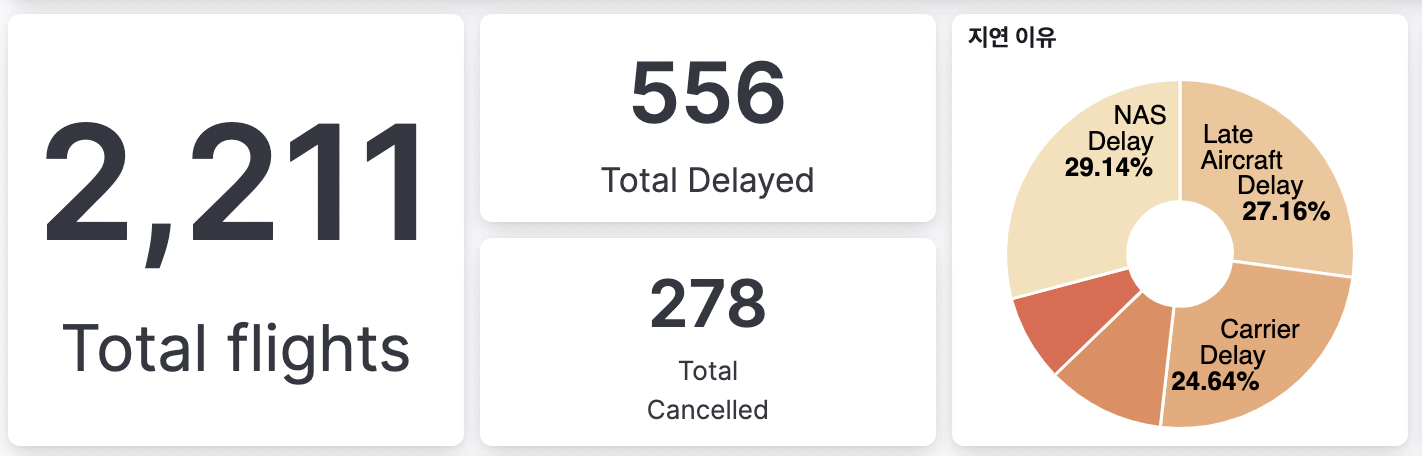 2,211
Total flights
556
Total Delayed
278
Total
Cancelled
지연 이유
NAS
Delay
29.14%
Late
Aircraft
Delay
27.16%
Carrier
Delay
24.64%